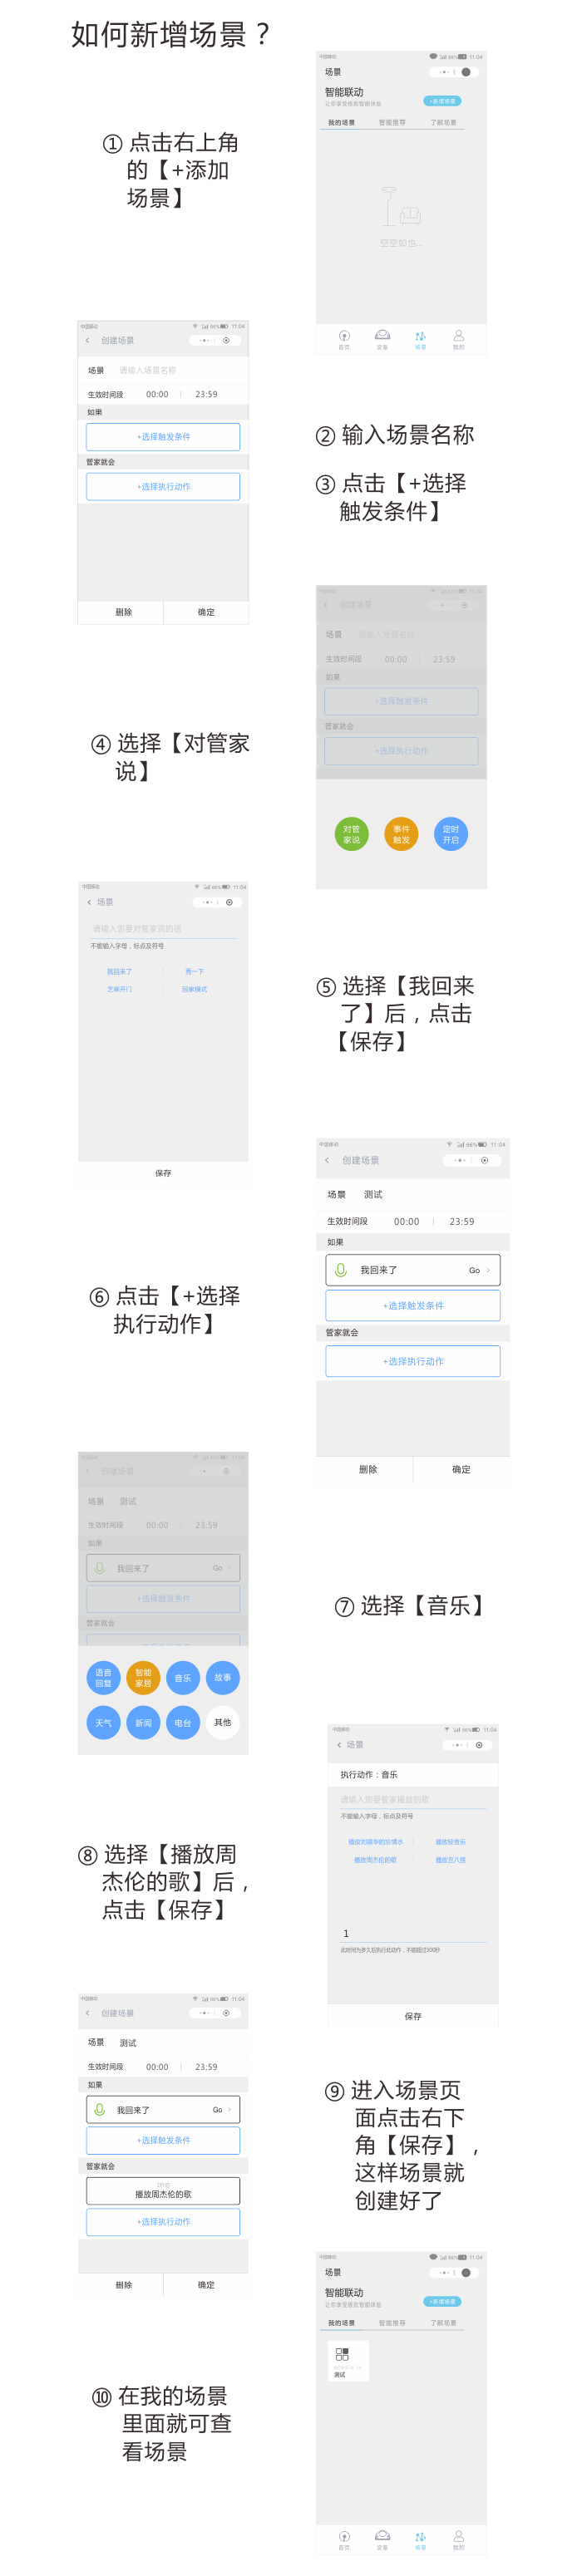 如何新增场景？
中国移动 66% 11:04
场景
智能联动
让你享受极致智能体验
+新增场景
我的场景 智能推荐 了解场景
空空如也...
首页 设备 场景 我的
① 点击右上角
的【+添加
场景】
中国移动 66% 11:04
创建场景
场景 请输入场景名称
生效时间段 00:00 23:59
如果
+选择触发条件
管家就会
+选择执行动作
删除 确定
② 输入场景名称
③ 点击【+选择
触发条件】
中国移动 66% 11:04
创建场景
场景 请输入场景名称
生效时间段 00:00 23:59
如果
+选择触发条件
管家就会
+选择执行动作
对管
家说
事件
触发
定时
开启
④ 选择【对管家
说】
中国移动 66% 11:04
场景
请输入您要对管家说的话
不能输入字母，标点及符号
我回来了 秀一下
芝麻开门 回家模式
保存
⑤ 选择【我回来
了】后，点击
【保存】
中国移动 66% 11:04
创建场景
场景 测试
生效时间段 00:00 23:59
如果
我回来了 Go
+选择触发条件
管家就会
+选择执行动作
删除 确定
⑥ 点击【+选择
执行动作】
中国移动 66% 11:04
创建场景
场景 测试
生效时间段 00:00 23:59
如果
我回来了 Go
+选择触发条件
管家就会
语音
回复
智能
家居
音乐 故事
天气 新闻 电台 其他
⑦ 选择【音乐】
中国移动 66% 11:04
场景
执行动作：音乐
请输入您要管家播放的歌
不能输入字母，标点及符号
播放刘德华的忘情水 播放轻音乐
播放周杰伦的歌 播放五八怪
1
此时间为多久后执行此动作，不能超过200秒
保存
⑧ 选择【播放周
杰伦的歌】后，
点击【保存】
中国移动 66% 11:04
创建场景
场景 测试
生效时间段 00:00 23:59
如果
我回来了 Go
+选择触发条件
管家就会
1秒后
播放周杰伦的歌
+选择执行动作
删除 确定
⑨ 进入场景页
面点击右下
角【保存】，
这样场景就
创建好了
中国移动 66% 11:04
场景
智能联动
让你享受极致智能体验
+新增场景
我的场景 智能推荐 了解场景
测试
首页 设备 场景 我的
⑩ 在我的场景
里面就可查
看场景